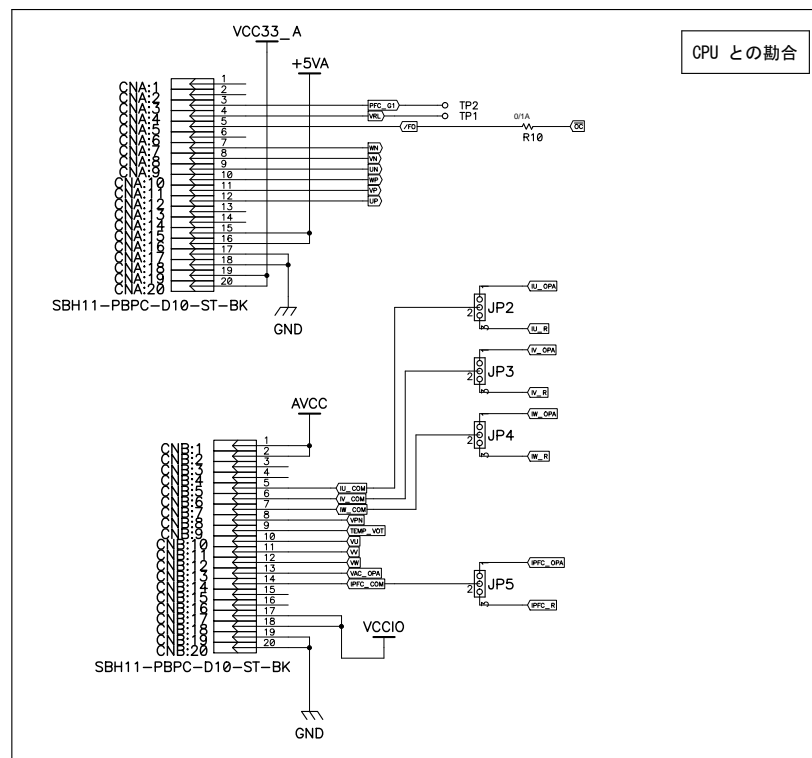 CPU との勘合
VCC33_A
+5VA
CNA:1
CNA:2
CNA:3
CNA:4
CNA:5
CNA:6
CNA:7
CNA:8
CNA:9
CNA:10
CNA:11
CNA:12
CNA:13
CNA:14
CNA:15
CNA:16
CNA:17
CNA:18
CNA:19
CNA:20
1
2
3
4
5
6
7
8
9
10
11
12
13
14
15
16
17
18
19
20
PFC_G1
TP2
VRL
TP1
/FO
0/1A
R10
OC
WN
VN
UN
WP
VP
UP
SBH11-PBPC-D10-ST-BK
GND
IU_OPA
2
JP2
IU_R
IV_OPA
2
JP3
IV_R
IW_OPA
2
JP4
IW_R
AVCC
CNB:1
CNB:2
CNB:3
CNB:4
CNB:5
CNB:6
CNB:7
CNB:8
CNB:9
CNB:10
CNB:11
CNB:12
CNB:13
CNB:14
CNB:15
CNB:16
CNB:17
CNB:18
CNB:19
CNB:20
1
2
3
4
5
6
7
8
9
10
11
12
13
14
15
16
17
18
19
20
IU_COM
IV_COM
IW_COM
VPN
TEMP_VOT
VU
VV
VW
VAC_OPA
IPFC_COM
IPFC_OPA
2
JP5
IPFC_R
VCCIO
SBH11-PBPC-D10-ST-BK
GND